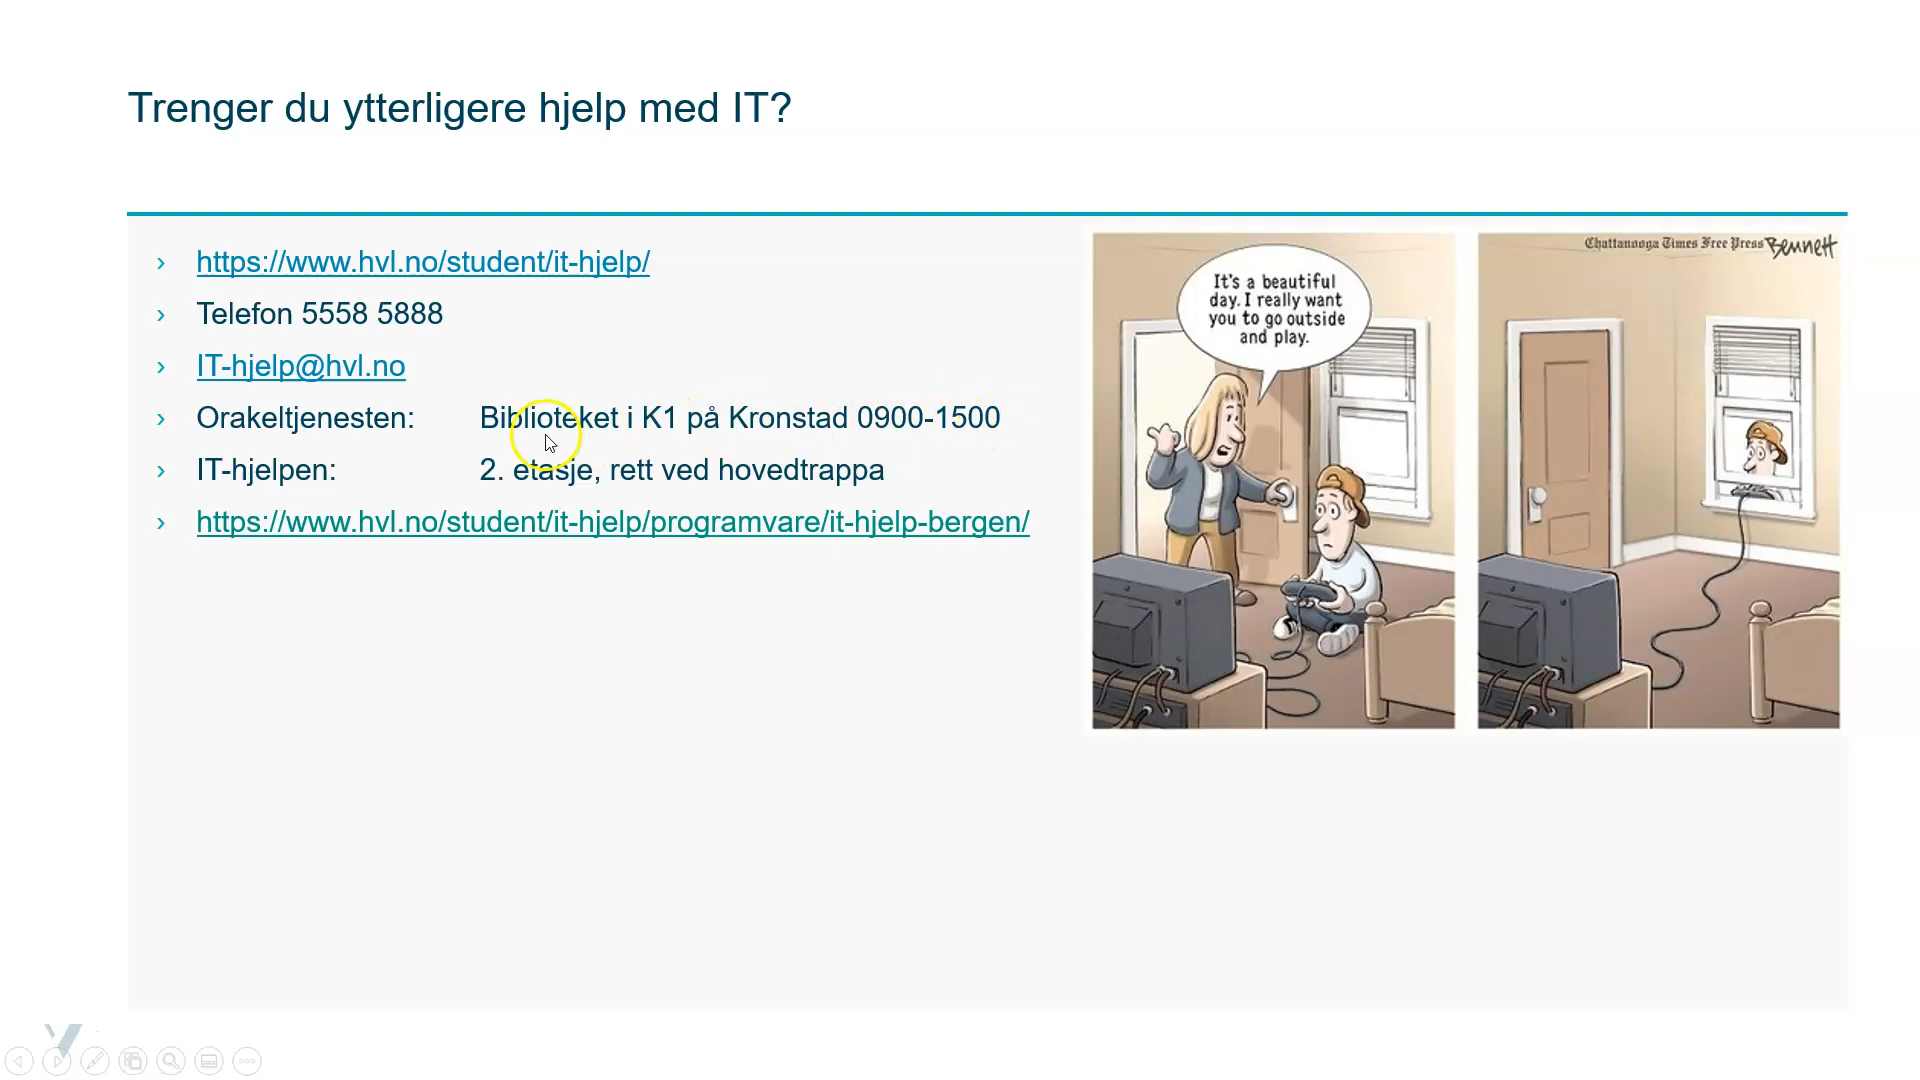 Trenger du ytterligere hjelp med IT?
https://www.hvl.no/student/it-hjelp/
Telefon 5558 5888
IT-hjelp@hvl.no
Orakeltjenesten: Biblioteket i K1 på Kronstad 0900-1500
IT-hjelpen: 2. etasje, rett ved hovedtrappa
https://www.hvl.no/student/it-hjelp/programvare/it-hjelp-bergen/
It's a beautiful
day. I really want
you to go outside
and play.
Chattanooga Times Free Press Bennett